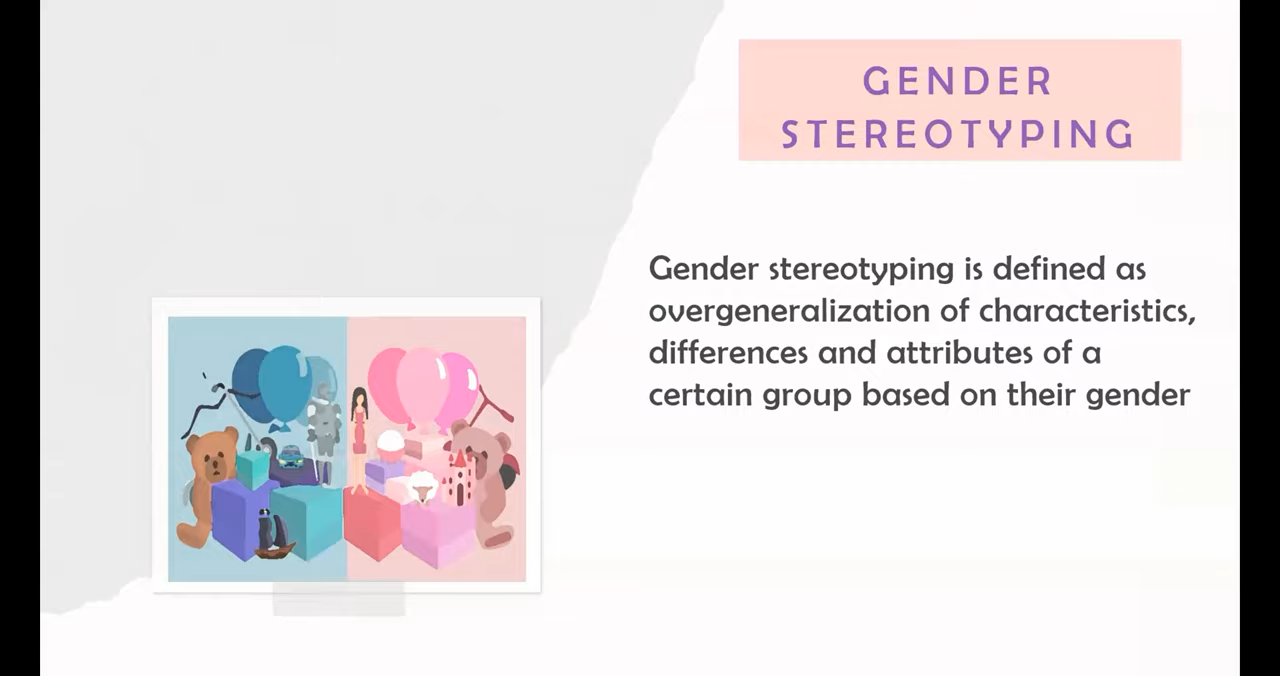 GENDER
STEREOTYPING
Gender stereotyping is defined as
overgeneralization of characteristics,
differences and attributes of a
certain group based on their gender